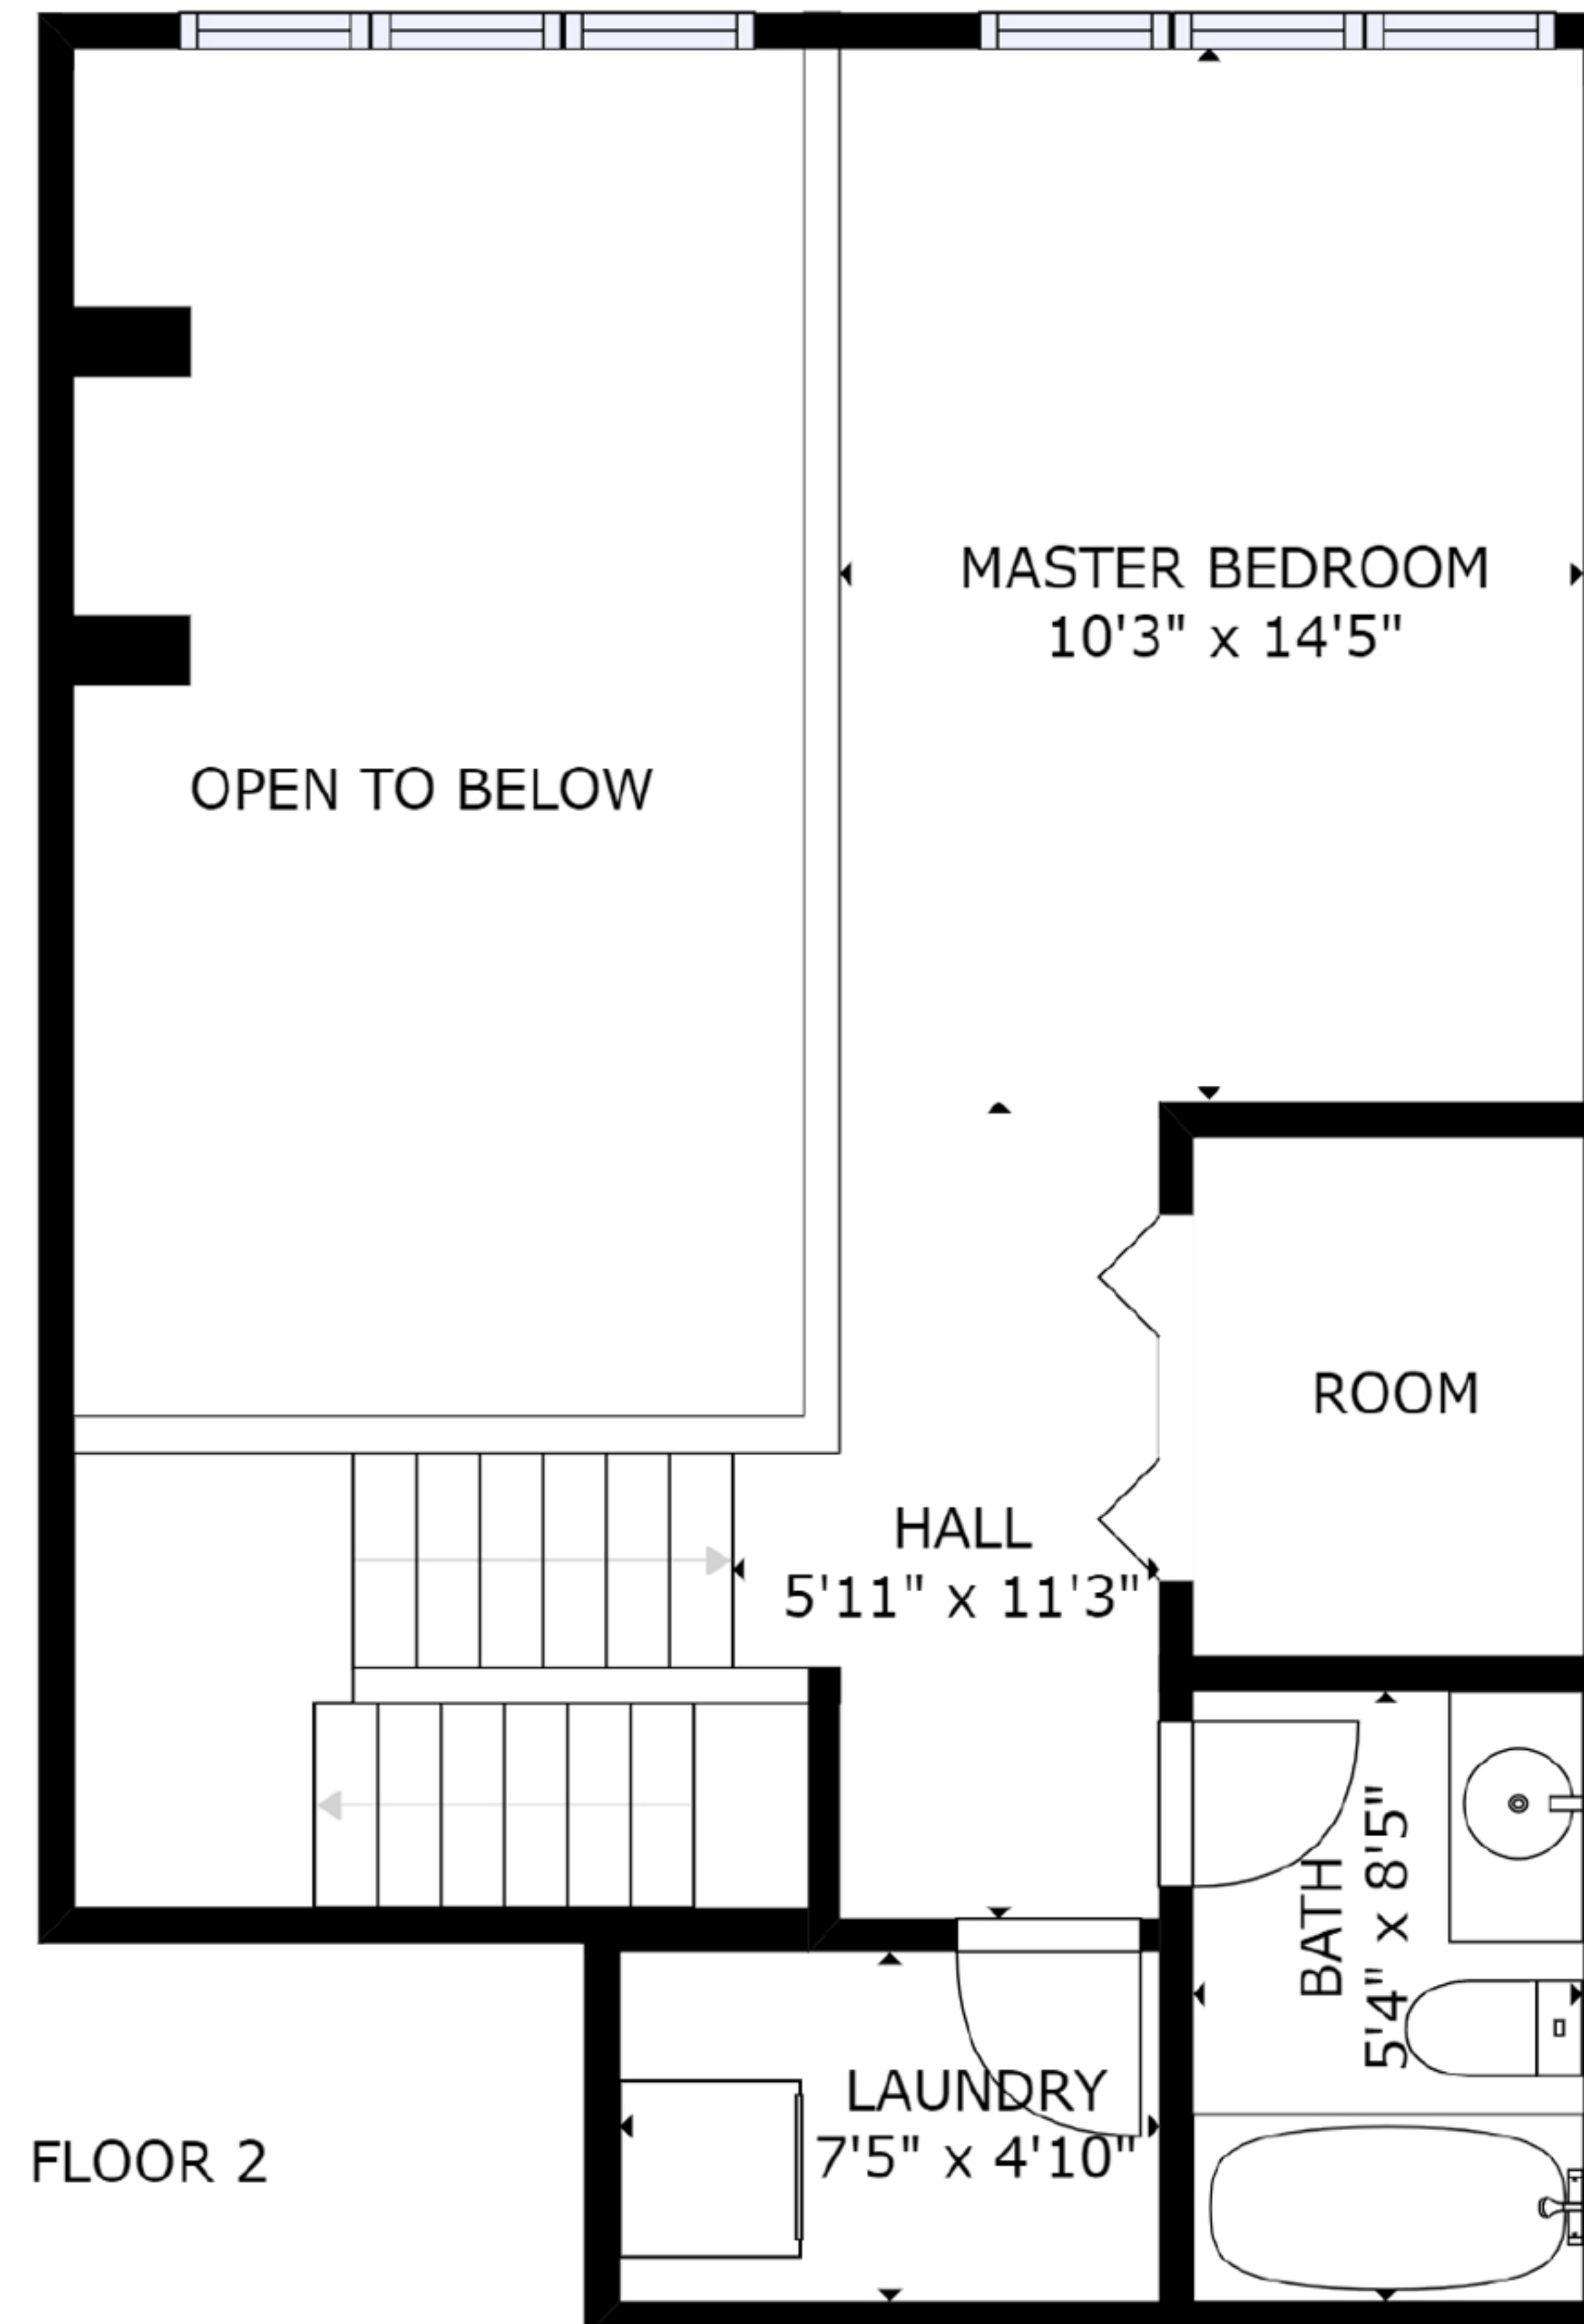 MASTER BEDROOM
10'3" x 14'5"
OPEN TO BELOW
ROOM
HALL
5'11" x 11'3"
BATH
5'4" x 8'5"
LAUNDRY
7'5" x 4'10"
FLOOR 2